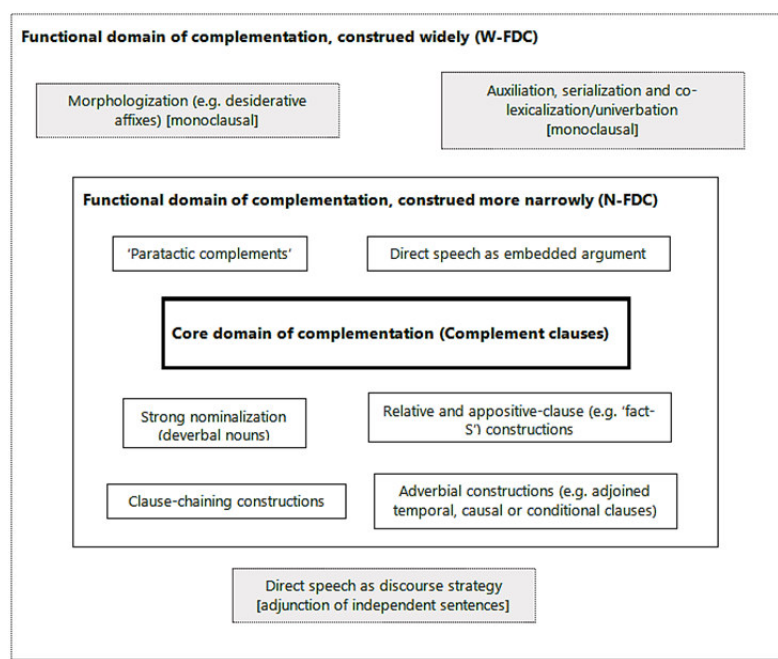 Functional domain of complementation, construed widely (W-FDC)
Morphologization (e.g. desiderative
affixes) [monoclausal]
Auxiliation, serialization and co-
lexicalization/univerbation
[monoclausal]
Functional domain of complementation, construed more narrowly (N-FDC)
‘Paratactic complements’
Direct speech as embedded argument
Core domain of complementation (Complement clauses)
Strong nominalization
(deverbal nouns)
Relative and appositive-clause (e.g. ‘fact-
S’) constructions
Clause-chaining constructions
Adverbial constructions (e.g. adjoined
temporal, causal or conditional clauses)
Direct speech as discourse strategy
[adjunction of independent sentences]